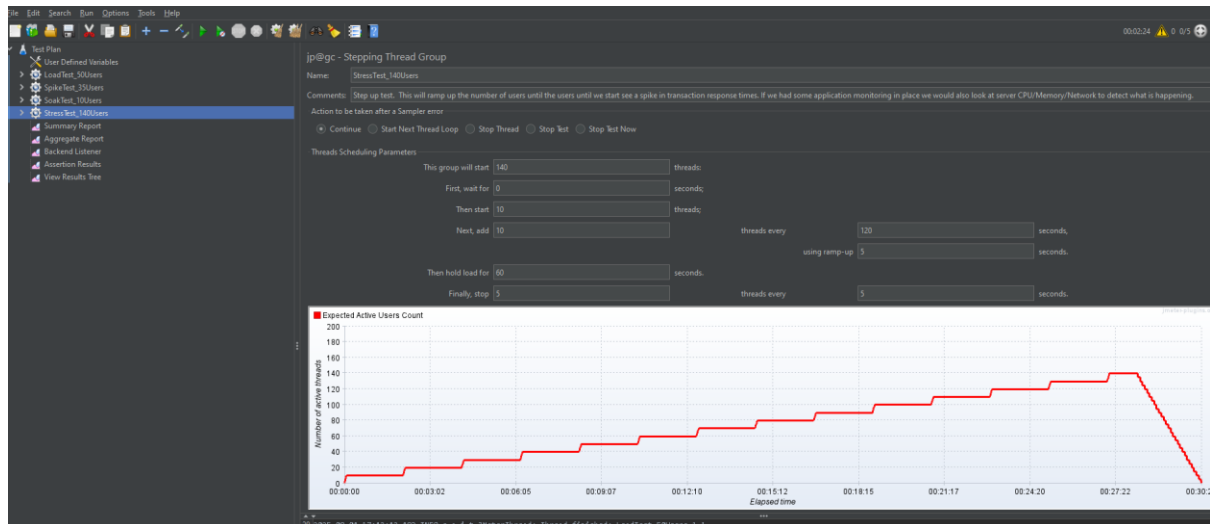 File Edit Search Run Options Tools Help
00:02:24 0 0/5
Test Plan
User Defined Variables
LoadTest_50Users
SpikeTest_35Users
SoakTest_10Users
StressTest_140Users
Summary Report
Aggregate Report
Backend Listener
Assertion Results
View Results Tree
jp@gc - Stepping Thread Group
Name: StressTest_140Users
Comments: Step up test. This will ramp up the number of users until the users until we start see a spike in transaction response times. If we had some application monitoring in place we would also look at server CPU/Memory/Network to detect what is happening.
Action to be taken after a Sampler error
Continue Start Next Thread Loop Stop Thread Stop Test Stop Test Now
Threads Scheduling Parameters
This group will start 140 threads:
First, wait for 0 seconds;
Then start 10 threads;
Next, add 10 threads every 120 seconds,
using ramp-up 5 seconds.
Then hold load for 60 seconds.
Finally, stop 5 threads every 5 seconds.
Expected Active Users Count
Number of active threads
200
180
160
140
120
100
80
60
40
20
0
00:00:00 00:03:02 00:06:05 00:09:07 00:12:10 00:15:12 00:18:15 00:21:17 00:24:20 00:27:22 00:30:2
Elapsed time